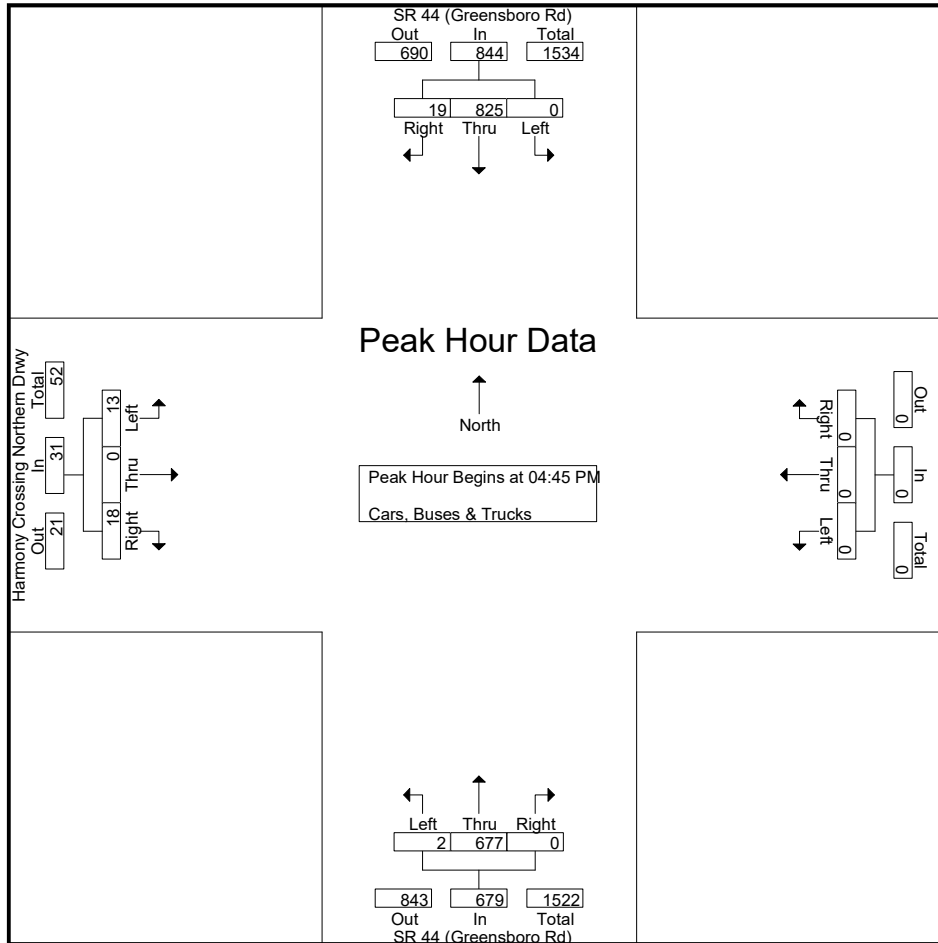 SR 44 (Greensboro Rd)
Out In Total
690 844 1534
19 825 0
Right Thru Left
Peak Hour Data
North
Peak Hour Begins at 04:45 PM
Cars, Buses & Trucks
Harmony Crossing Northern Drwy
Out In Total
21 31 52
18 0 13
Right Thru Left
Out In Total
0 0 0
Right Thru Left
0 0 0
Left Thru Right
2 677 0
843 679 1522
Out In Total
SR 44 (Greensboro Rd)